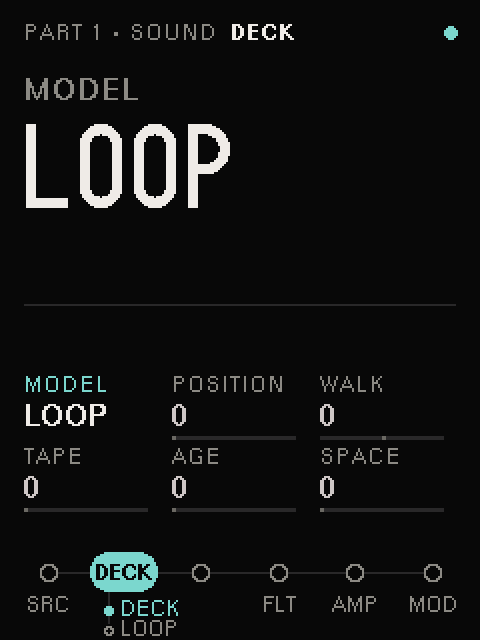 PART 1 · SOUND DECK
MODEL
LOOP
MODEL POSITION WALK
LOOP 0 0
TAPE AGE SPACE
0 0 0
DECK
SRC DECK FLT AMP MOD
LOOP